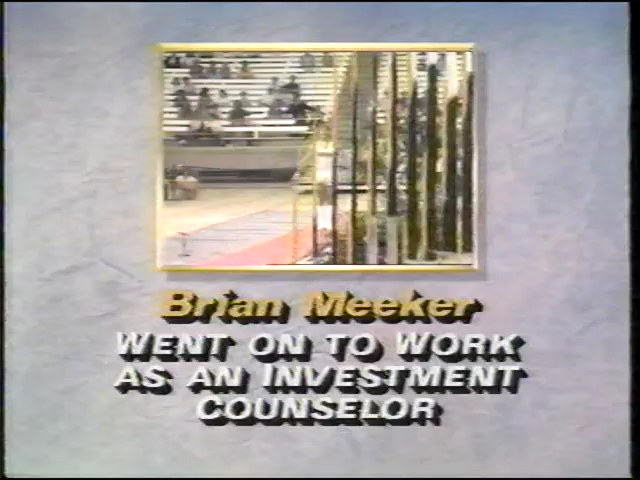 Brian Meeker
WENT ON TO WORK
AS AN INVESTMENT
COUNSELOR